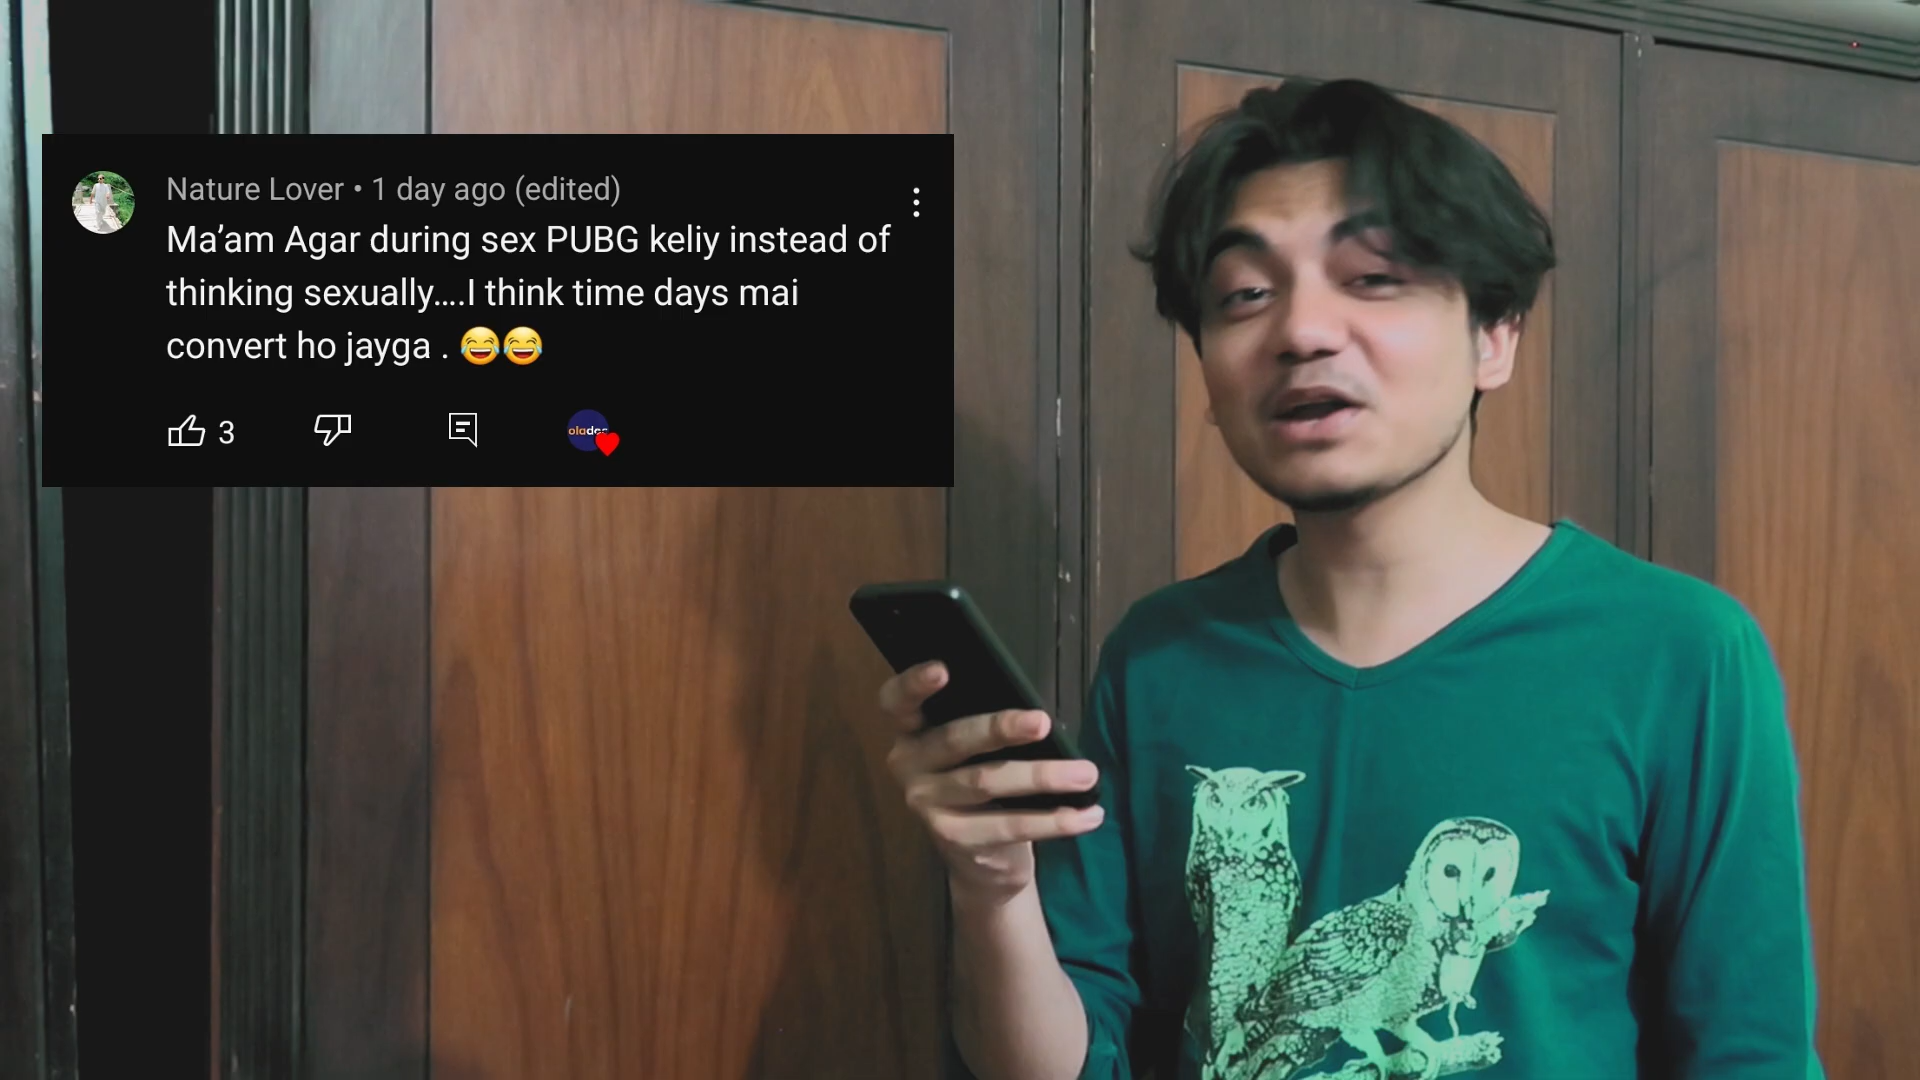 Nature Lover • 1 day ago (edited)
Ma’am Agar during sex PUBG keliy instead of
thinking sexually....I think time days mai
convert ho jayga . 😂😂
3